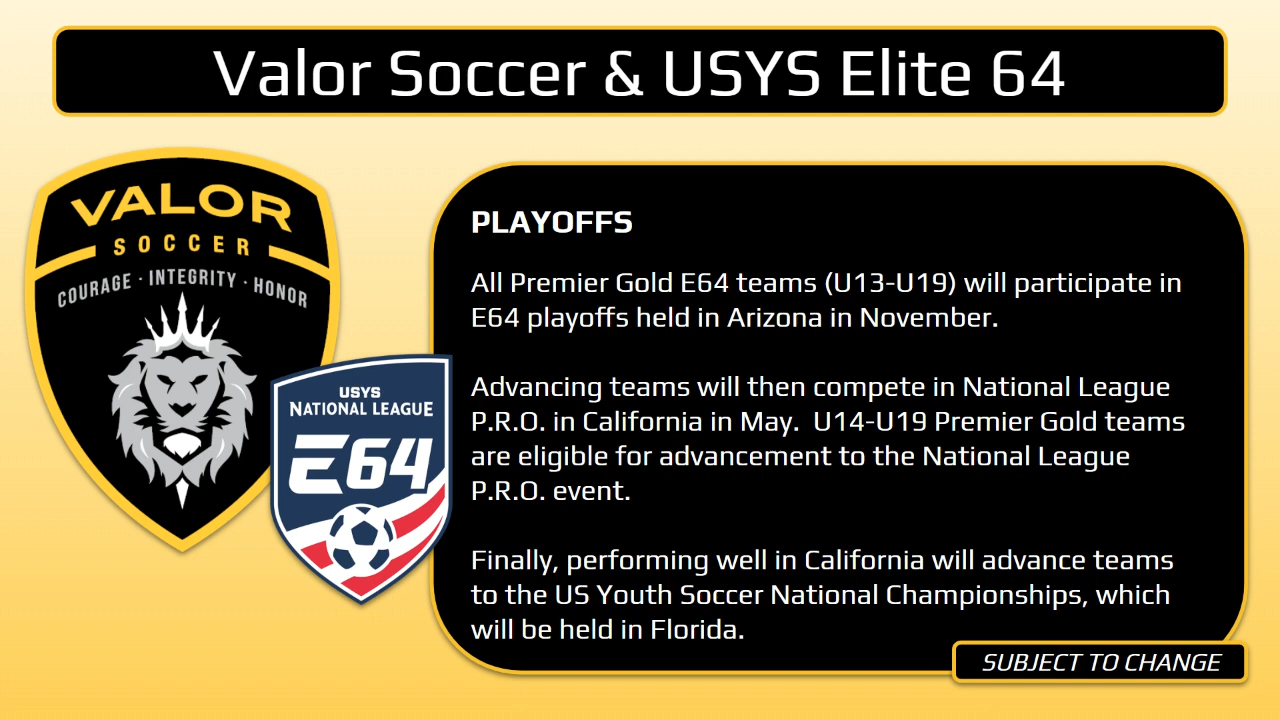 Valor Soccer & USYS Elite 64
VALOR
SOCCER
COURAGE · INTEGRITY · HONOR
USYS
NATIONAL LEAGUE
E64
PLAYOFFS
All Premier Gold E64 teams (U13-U19) will participate in
E64 playoffs held in Arizona in November.
Advancing teams will then compete in National League
P.R.O. in California in May.  U14-U19 Premier Gold teams
are eligible for advancement to the National League
P.R.O. event.
Finally, performing well in California will advance teams
to the US Youth Soccer National Championships, which
will be held in Florida.
SUBJECT TO CHANGE